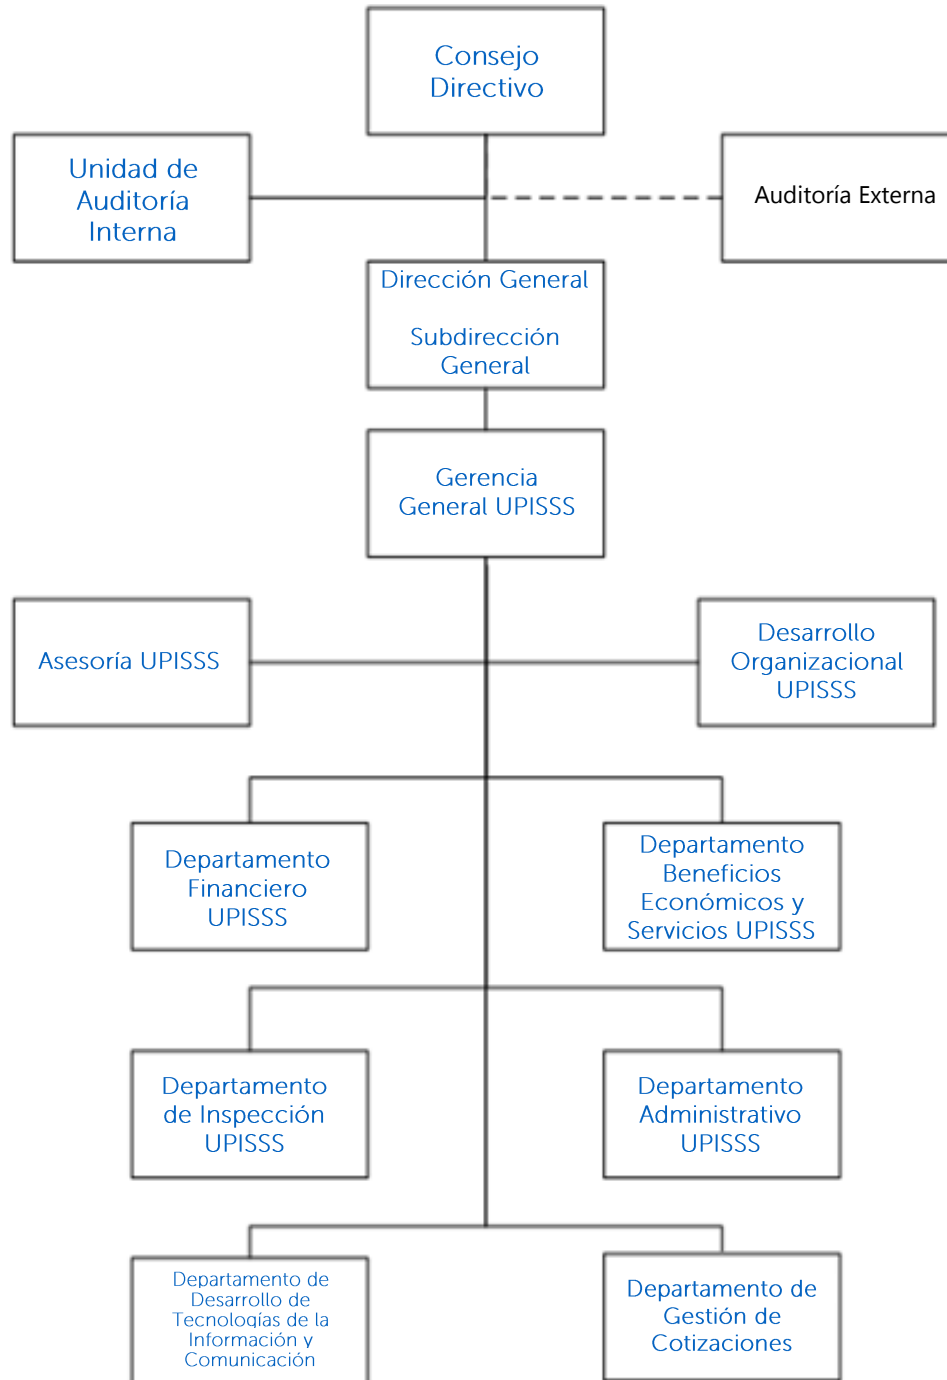 Consejo
Directivo
Unidad de
Auditoría
Interna
Auditoría Externa
Dirección General
Subdirección
General
Gerencia
General UPISSS
Asesoría UPISSS
Desarrollo
Organizacional
UPISSS
Departamento
Financiero
UPISSS
Departamento
Beneficios
Económicos y
Servicios UPISSS
Departamento
de Inspección
UPISSS
Departamento
Administrativo
UPISSS
Departamento de
Desarrollo de
Tecnologías de la
Información y
Comunicación
Departamento de
Gestión de
Cotizaciones